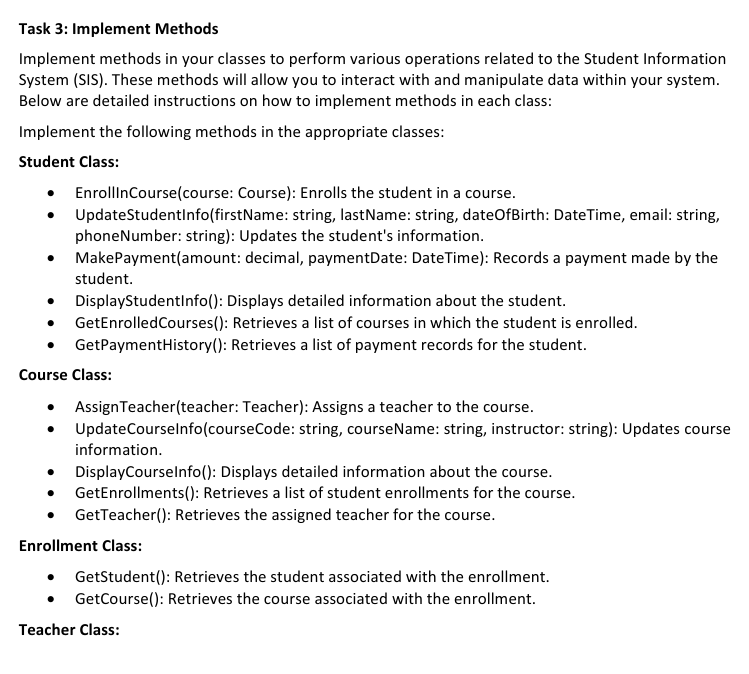 Task 3: Implement Methods
Implement methods in your classes to perform various operations related to the Student Information
System (SIS). These methods will allow you to interact with and manipulate data within your system.
Below are detailed instructions on how to implement methods in each class:
Implement the following methods in the appropriate classes:
Student Class:
• EnrollInCourse(course: Course): Enrolls the student in a course.
• UpdateStudentInfo(firstName: string, lastName: string, dateOfBirth: DateTime, email: string,
phoneNumber: string): Updates the student's information.
• MakePayment(amount: decimal, paymentDate: DateTime): Records a payment made by the
student.
• DisplayStudentInfo(): Displays detailed information about the student.
• GetEnrolledCourses(): Retrieves a list of courses in which the student is enrolled.
• GetPaymentHistory(): Retrieves a list of payment records for the student.
Course Class:
• AssignTeacher(teacher: Teacher): Assigns a teacher to the course.
• UpdateCourseInfo(courseCode: string, courseName: string, instructor: string): Updates course
information.
• DisplayCourseInfo(): Displays detailed information about the course.
• GetEnrollments(): Retrieves a list of student enrollments for the course.
• GetTeacher(): Retrieves the assigned teacher for the course.
Enrollment Class:
• GetStudent(): Retrieves the student associated with the enrollment.
• GetCourse(): Retrieves the course associated with the enrollment.
Teacher Class: